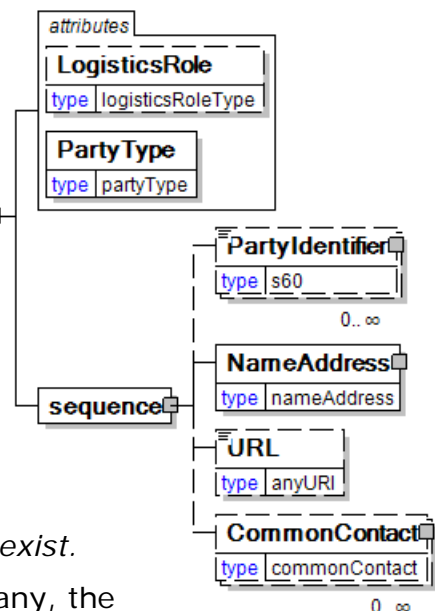 attributes
LogisticsRole
type logisticsRoleType
PartyType
type partyType
PartyIdentifier
type s60
0..∞
NameAddress
type nameAddress
sequence
URL
type anyURI
CommonContact
type commonContact
0..∞
exist.
any, the